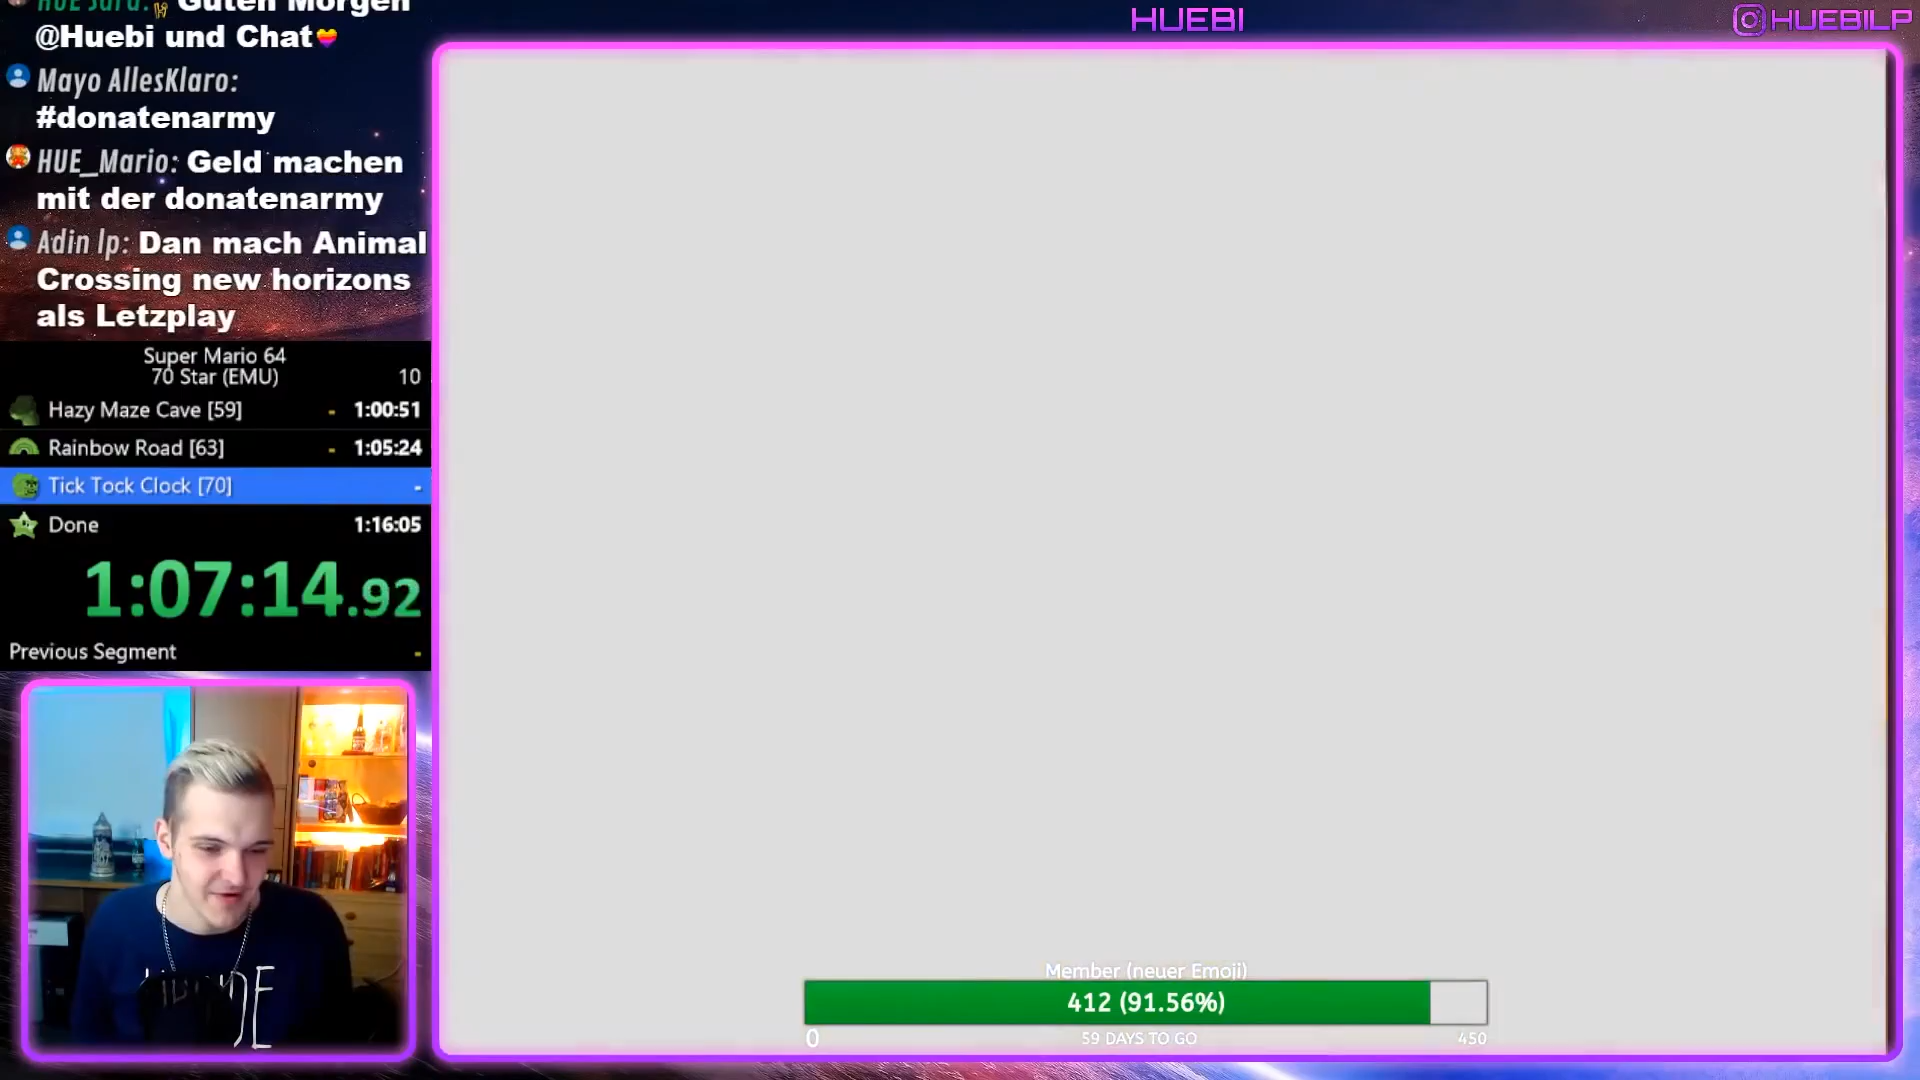 HUEBI
HUEBILP
HUE Sara: Guten Morgen
@Huebi und Chat
Mayo AllesKlaro:
#donatenarmy
HUE_Mario: Geld machen
mit der donatenarmy
Adin lp: Dan mach Animal
Crossing new horizons
als Letzplay
Super Mario 64
70 Star (EMU) 10
Hazy Maze Cave [59] - 1:00:51
Rainbow Road [63] - 1:05:24
Tick Tock Clock [70] -
Done 1:16:05
1:07:14.92
Previous Segment -
Member (neuer Emoji)
412 (91.56%)
0 59 DAYS TO GO 450